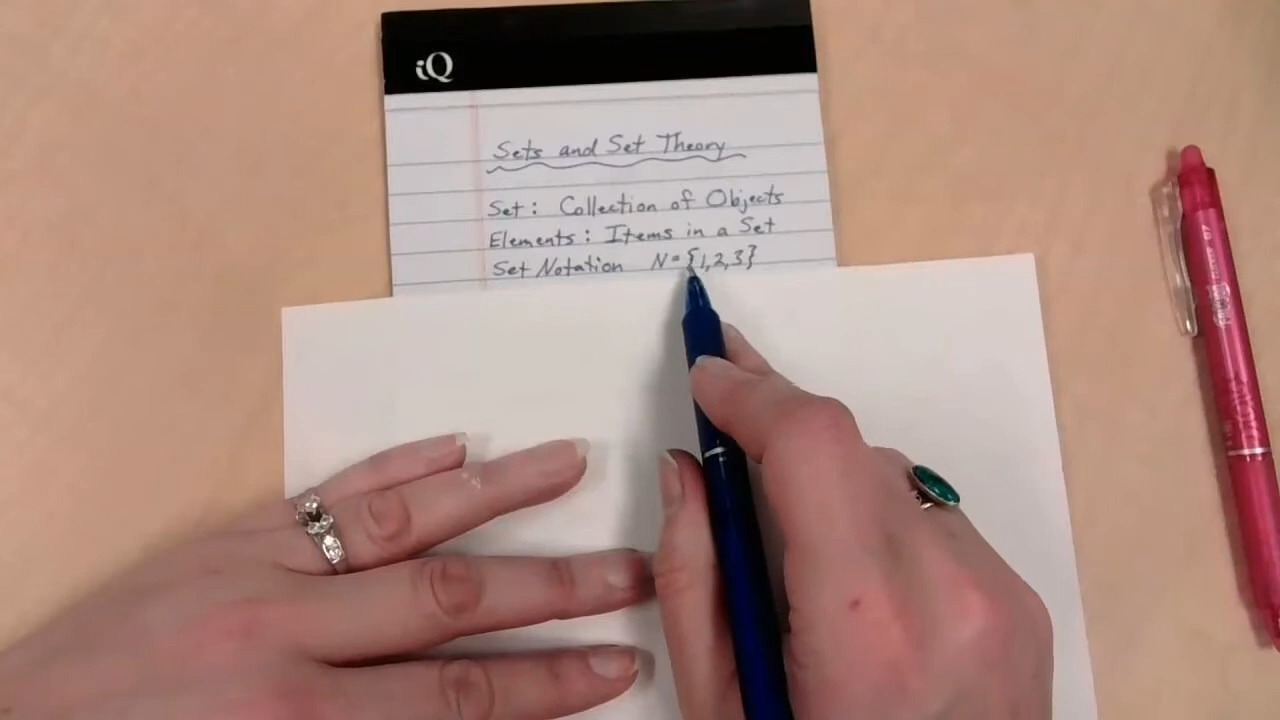 iQ
Sets and Set Theory
Set: Collection of Objects
Elements: Items in a Set
Set Notation N = {1,2,3}